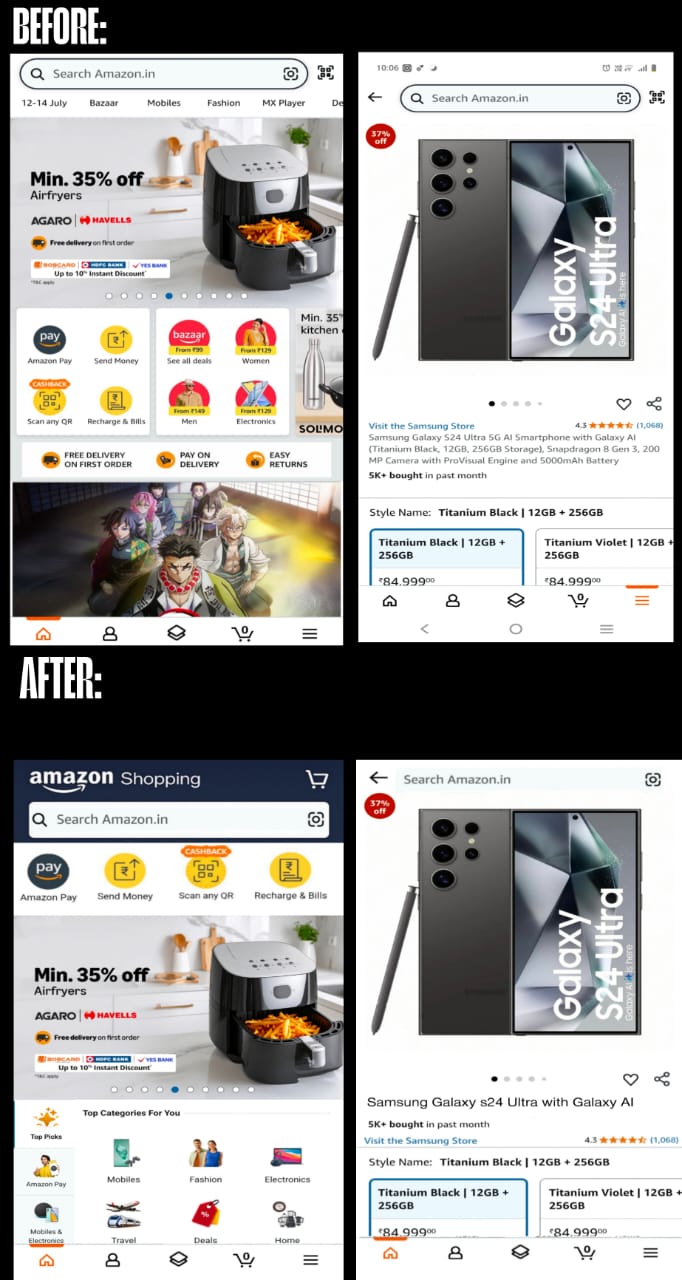 BEFORE:
Search Amazon.in
12-14 July Bazaar Mobiles Fashion MX Player De
Min. 35% off
Airfryers
AGARO | HAVELLS
Free delivery on first order
BOBCARD HDFC BANK YES BANK
Up to 10% Instant Discount*
*T&C apply
pay
Amazon Pay
Send Money
CASHBACK
Scan any QR
Recharge & Bills
bazaar
From ₹99
See all deals
From ₹129
Women
From ₹149
Men
From ₹129
Electronics
Min. 35%
kitchen
SOLIMO
FREE DELIVERY
ON FIRST ORDER
PAY ON
DELIVERY
EASY
RETURNS
0
10:06
Search Amazon.in
37%
off
Galaxy
S24 Ultra
Galaxy AI is here
Visit the Samsung Store 4.3 (1,068)
Samsung Galaxy S24 Ultra 5G AI Smartphone with Galaxy AI
(Titanium Black, 12GB, 256GB Storage), Snapdragon 8 Gen 3, 200
MP Camera with ProVisual Engine and 5000mAh Battery
5K+ bought in past month
Style Name: Titanium Black | 12GB + 256GB
Titanium Black | 12GB +
256GB
₹84,99900
Titanium Violet | 12GB +
256GB
₹84,99900
0
AFTER:
amazon Shopping
Search Amazon.in
pay
Amazon Pay
Send Money
CASHBACK
Scan any QR
Recharge & Bills
Min. 35% off
Airfryers
AGARO | HAVELLS
Free delivery on first order
BOBCARD HDFC BANK YES BANK
Up to 10% Instant Discount*
*T&C apply
Top Picks
Amazon Pay
Mobiles &
Electronics
Top Categories For You
Mobiles Fashion Electronics
Travel Deals Home
0
Search Amazon.in
37%
off
Galaxy
S24 Ultra
Galaxy AI is here
Samsung Galaxy s24 Ultra with Galaxy AI
5K+ bought in past month
Visit the Samsung Store 4.3 (1,068)
Style Name: Titanium Black | 12GB + 256GB
Titanium Black | 12GB +
256GB
₹84,99900
Titanium Violet | 12GB +
256GB
₹84,99900
0